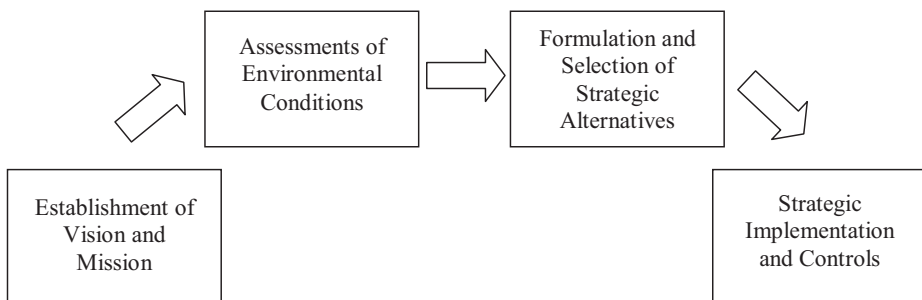 Establishment of
Vision and
Mission
Assessments of
Environmental
Conditions
Formulation and
Selection of
Strategic
Alternatives
Strategic
Implementation
and Controls